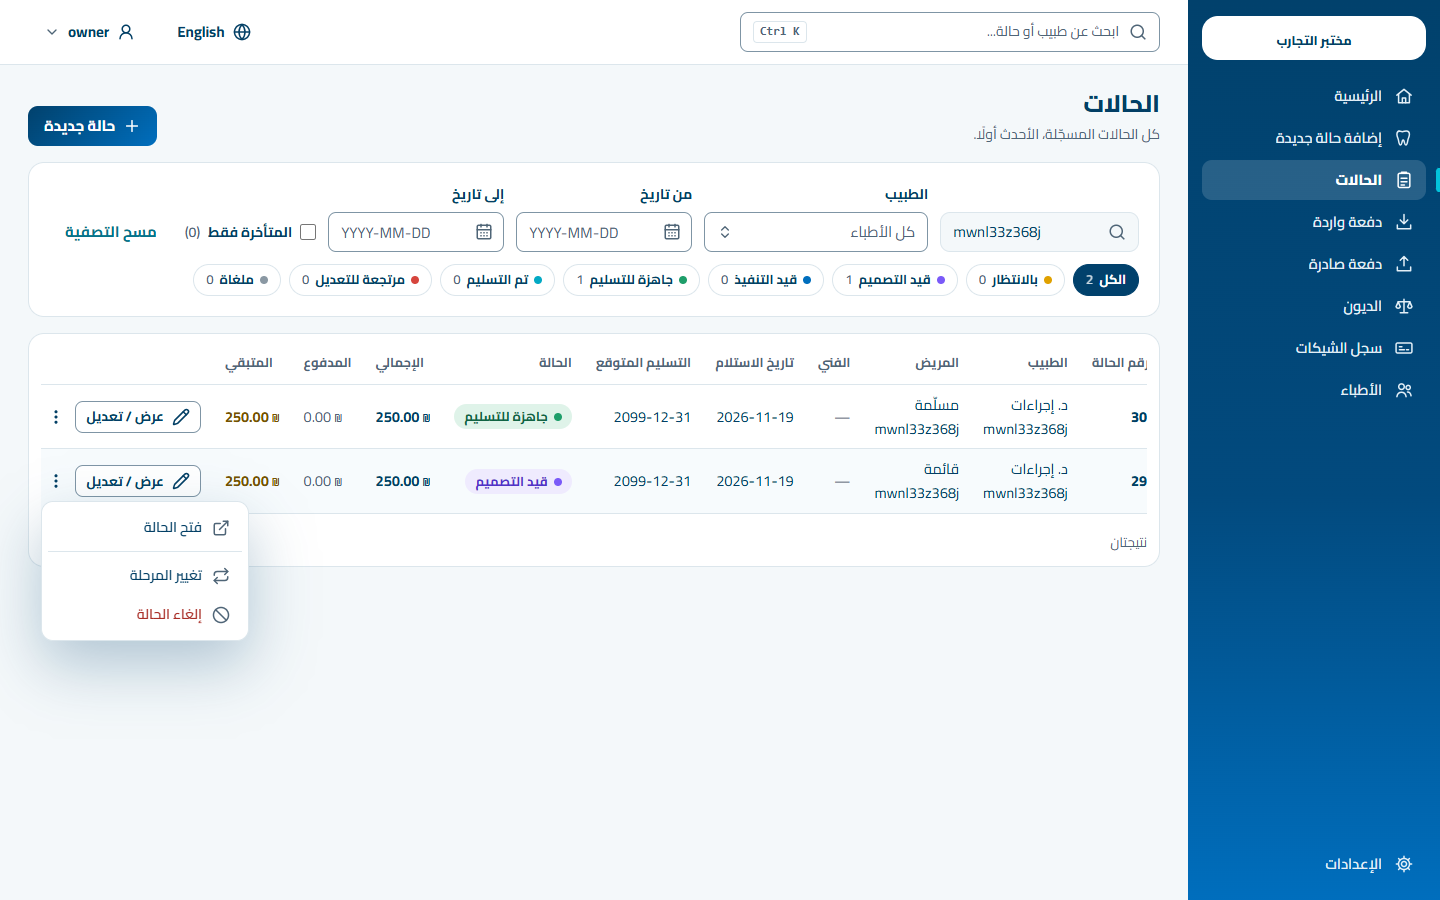 مختبر التجارب
الرئيسية
إضافة حالة جديدة
الحالات
دفعة واردة
دفعة صادرة
الديون
سجل الشيكات
الأطباء
الإعدادات
ابحث عن طبيب أو حالة...
Ctrl K
English
owner
الحالات
كل الحالات المسجّلة، الأحدث أولًا.
حالة جديدة
الطبيب
من تاريخ
إلى تاريخ
mwnl33z368j
كل الأطباء
YYYY-MM-DD
YYYY-MM-DD
المتأخرة فقط (0)
مسح التصفية
الكل 2
بالانتظار 0
قيد التصميم 1
قيد التنفيذ 0
جاهزة للتسليم 1
تم التسليم 0
مرتجعة للتعديل 0
ملغاة 0
رقم الحالة الطبيب المريض الفني تاريخ الاستلام التسليم المتوقع الحالة الإجمالي المدفوع المتبقي
30 د. إجراءات mwnl33z368j مسلّمة mwnl33z368j — 2026-11-19 2099-12-31 جاهزة للتسليم ₪ 250.00 ₪ 0.00 ₪ 250.00 عرض / تعديل
29 د. إجراءات mwnl33z368j قائمة mwnl33z368j — 2026-11-19 2099-12-31 قيد التصميم ₪ 250.00 ₪ 0.00 ₪ 250.00 عرض / تعديل
نتيجتان
فتح الحالة
تغيير المرحلة
إلغاء الحالة